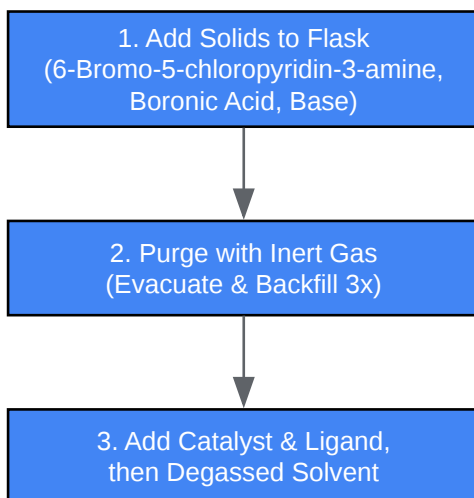 1. Add Solids to Flask
(6-Bromo-5-chloropyridin-3-amine,
Boronic Acid, Base)
2. Purge with Inert Gas
(Evacuate & Backfill 3x)
3. Add Catalyst & Ligand,
then Degassed Solvent